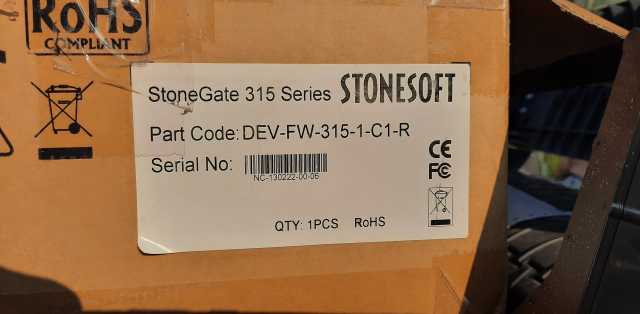 RoHS
COMPLIANT
StoneGate 315 Series STONESOFT
Part Code: DEV-FW-315-1-C1-R
Serial No:
NC-130222-00-06
CE
FC
QTY: 1PCS RoHS